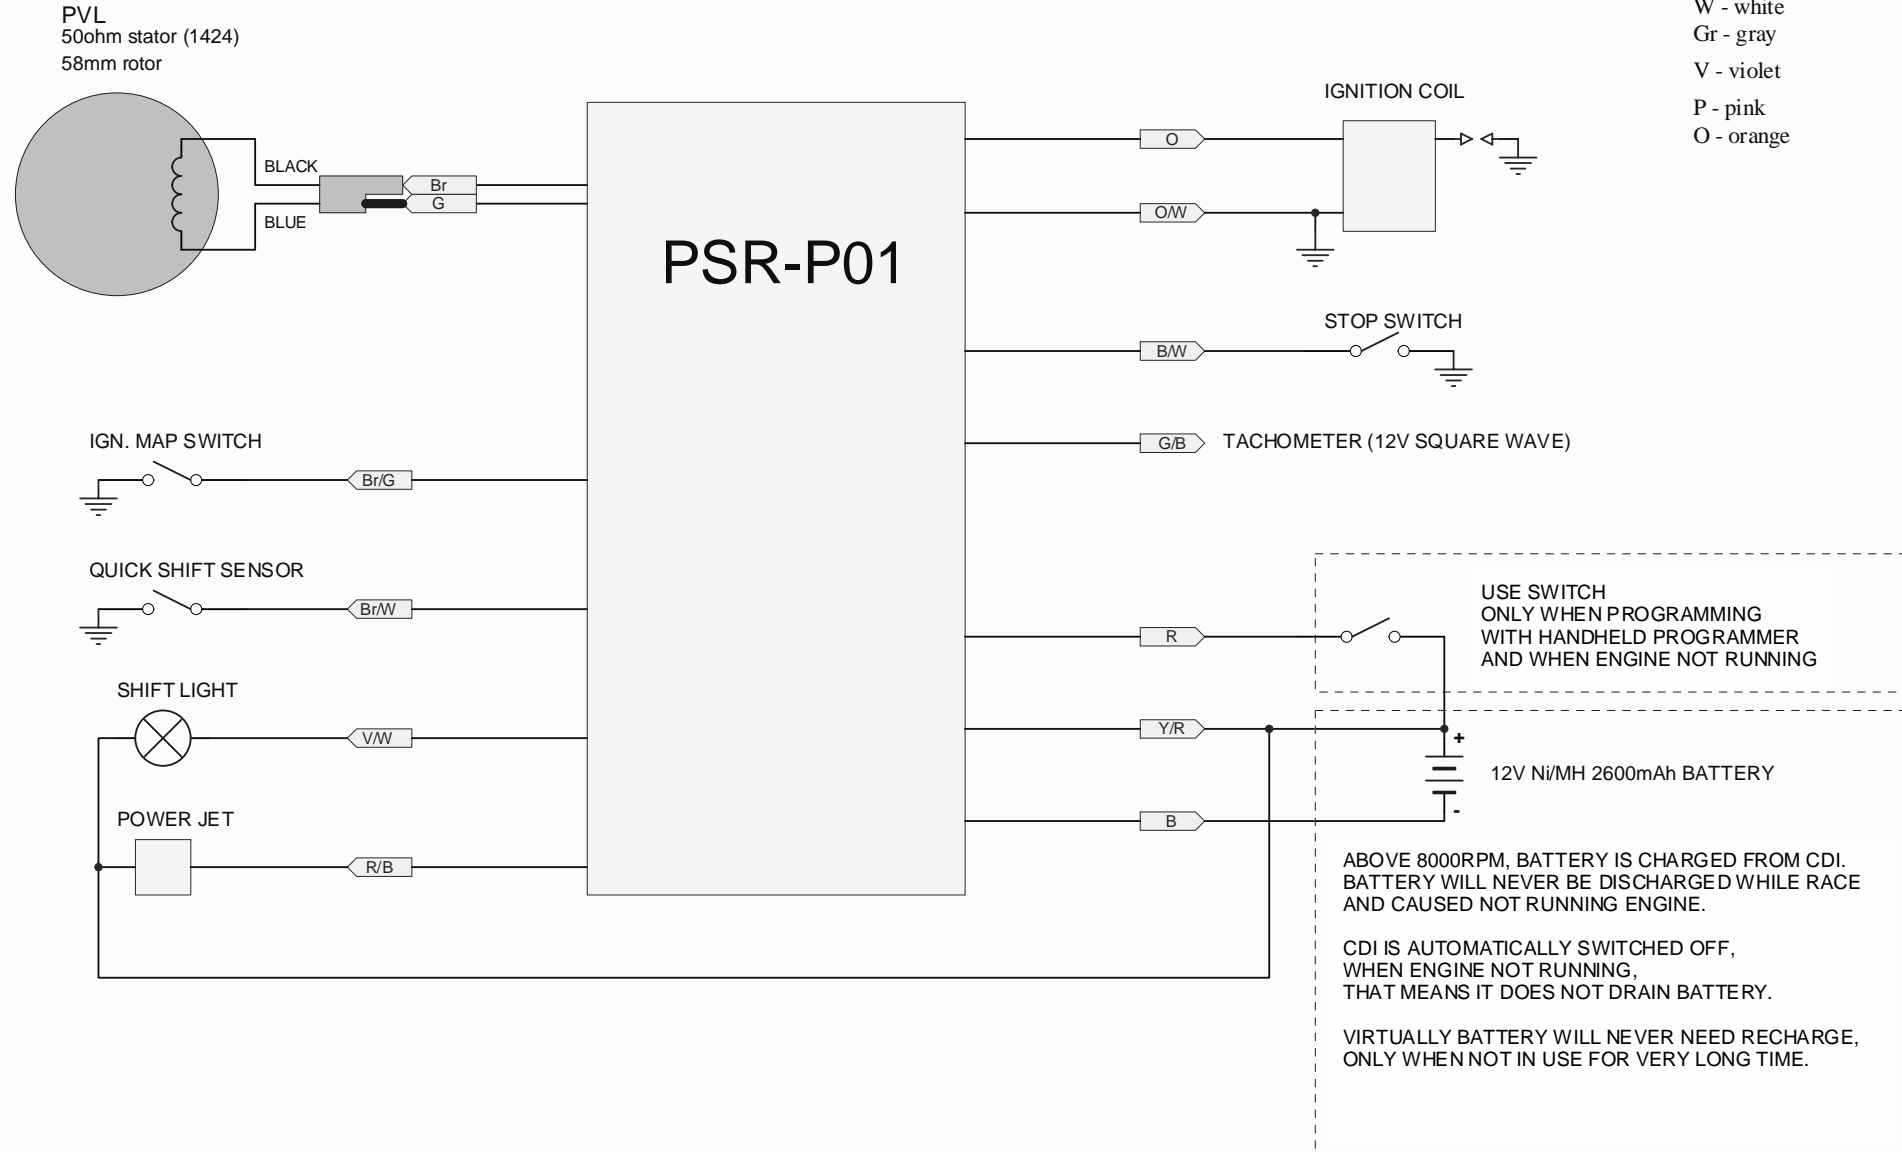 PVL
50ohm stator (1424)
58mm rotor
W - white
Gr - gray
V - violet
P - pink
O - orange
IGNITION COIL
BLACK
BLUE
Br
G
O
O/W
PSR-P01
STOP SWITCH
B/W
IGN. MAP SWITCH
Br/G
G/B
TACHOMETER (12V SQUARE WAVE)
QUICK SHIFT SENSOR
Br/W
USE SWITCH
ONLY WHEN PROGRAMMING
WITH HANDHELD PROGRAMMER
AND WHEN ENGINE NOT RUNNING
R
SHIFT LIGHT
V/W
Y/R
+
12V Ni/MH 2600mAh BATTERY
-
POWER JET
R/B
B
ABOVE 8000RPM, BATTERY IS CHARGED FROM CDI.
BATTERY WILL NEVER BE DISCHARGED WHILE RACE
AND CAUSED NOT RUNNING ENGINE.
CDI IS AUTOMATICALLY SWITCHED OFF,
WHEN ENGINE NOT RUNNING,
THAT MEANS IT DOES NOT DRAIN BATTERY.
VIRTUALLY BATTERY WILL NEVER NEED RECHARGE,
ONLY WHEN NOT IN USE FOR VERY LONG TIME.